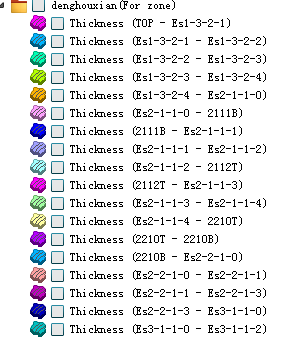 denghouxian(For zone)
Thickness (TOP - Es1-3-2-1)
Thickness (Es1-3-2-1 - Es1-3-2-2)
Thickness (Es1-3-2-2 - Es1-3-2-3)
Thickness (Es1-3-2-3 - Es1-3-2-4)
Thickness (Es1-3-2-4 - Es2-1-1-0)
Thickness (Es2-1-1-0 - 2111B)
Thickness (2111B - Es2-1-1-1)
Thickness (Es2-1-1-1 - Es2-1-1-2)
Thickness (Es2-1-1-2 - 2112T)
Thickness (2112T - Es2-1-1-3)
Thickness (Es2-1-1-3 - Es2-1-1-4)
Thickness (Es2-1-1-4 - 2210T)
Thickness (2210T - 2210B)
Thickness (2210B - Es2-2-1-0)
Thickness (Es2-2-1-0 - Es2-2-1-1)
Thickness (Es2-2-1-1 - Es2-2-1-3)
Thickness (Es2-2-1-3 - Es3-1-1-0)
Thickness (Es3-1-1-0 - Es3-1-1-2)